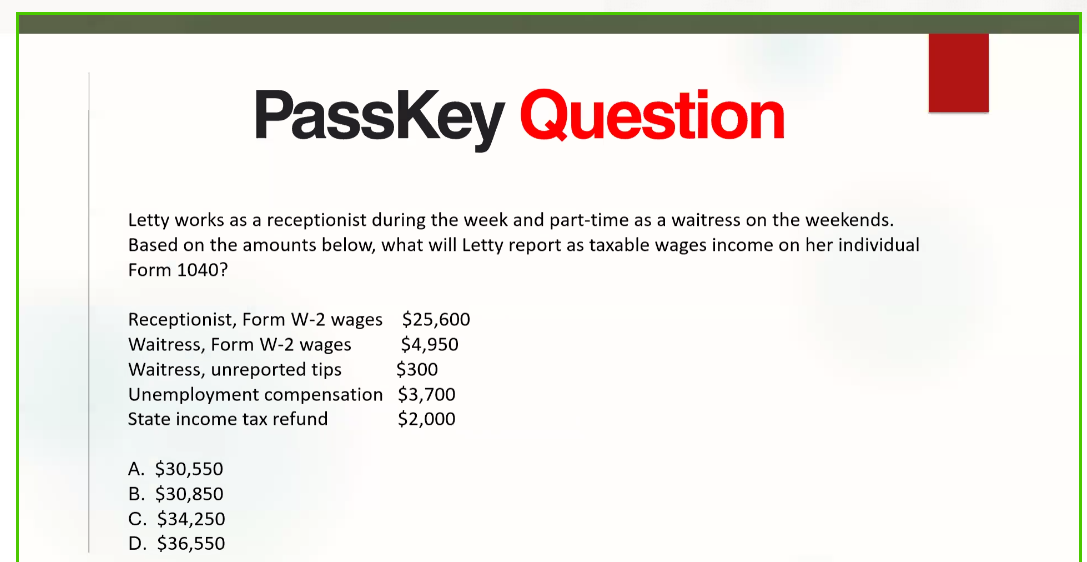 PassKey Question
Letty works as a receptionist during the week and part-time as a waitress on the weekends.
Based on the amounts below, what will Letty report as taxable wages income on her individual
Form 1040?
Receptionist, Form W-2 wages $25,600
Waitress, Form W-2 wages $4,950
Waitress, unreported tips $300
Unemployment compensation $3,700
State income tax refund $2,000
A. $30,550
B. $30,850
C. $34,250
D. $36,550